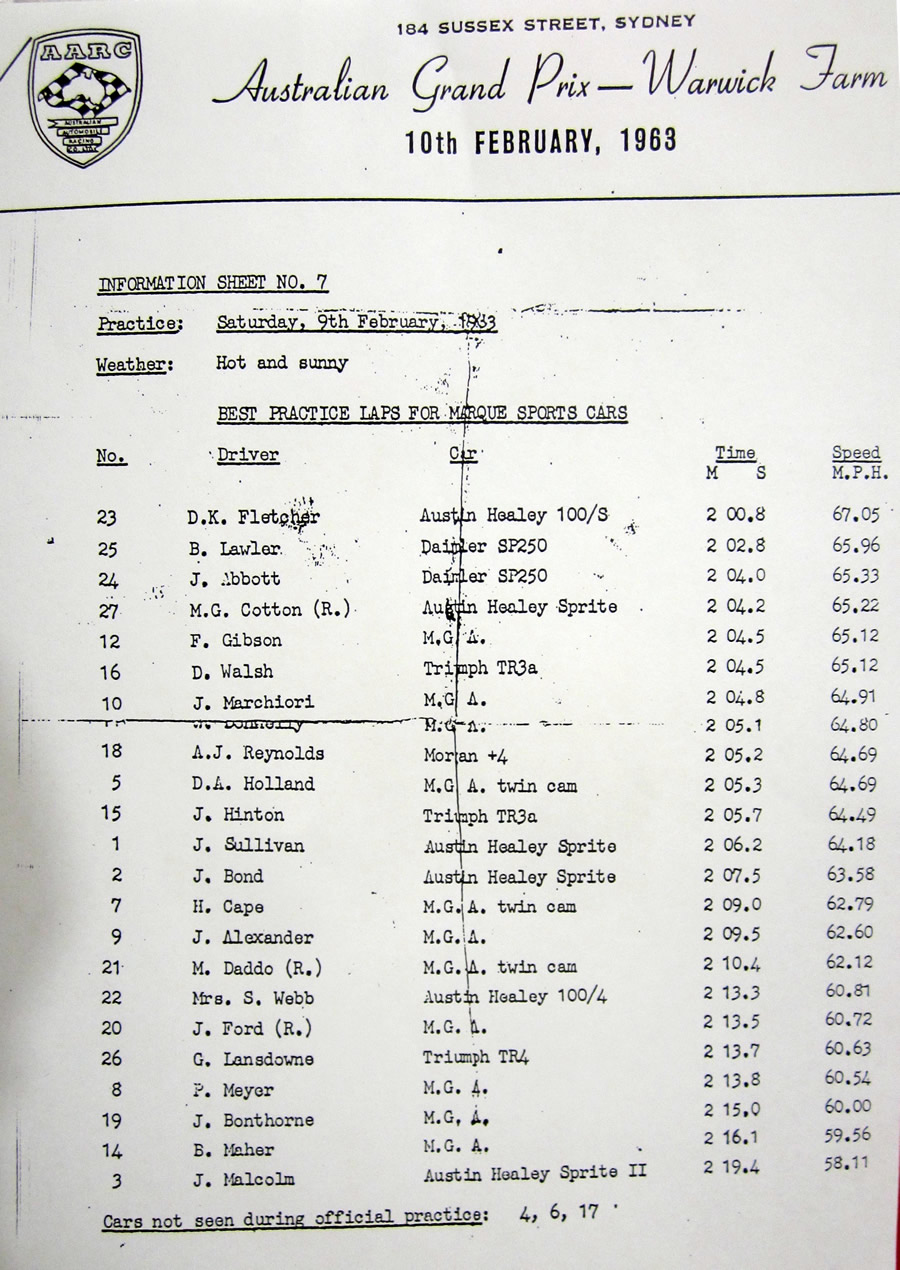 184 SUSSEX STREET, SYDNEY
AARC
Australian Grand Prix — Warwick Farm
AUSTRALIAN
AUTOMOBILE
RACING
CO. LTD.
10th FEBRUARY, 1963
INFORMATION SHEET NO. 7
Practice: Saturday, 9th February, 1963
Weather: Hot and sunny
BEST PRACTICE LAPS FOR MARQUE SPORTS CARS
No. Driver Car Time Speed
M S M.P.H.
23 D.K. Fletcher Austin Healey 100/S 2 00.8 67.05
25 B. Lawler Daimler SP250 2 02.8 65.96
24 J. Abbott Daimler SP250 2 04.0 65.33
27 M.G. Cotton (R.) Austin Healey Sprite 2 04.2 65.22
12 F. Gibson M.G. A. 2 04.5 65.12
16 D. Walsh Triumph TR3a 2 04.5 65.12
10 J. Marchiori M.G. A. 2 04.8 64.91
Donnelly M.G. A. 2 05.1 64.80
18 A.J. Reynolds Morgan +4 2 05.2 64.69
5 D.A. Holland M.G. A. twin cam 2 05.3 64.69
15 J. Hinton Triumph TR3a 2 05.7 64.49
1 J. Sullivan Austin Healey Sprite 2 06.2 64.18
2 J. Bond Austin Healey Sprite 2 07.5 63.58
7 H. Cape M.G. A. twin cam 2 09.0 62.79
9 J. Alexander M.G. A. 2 09.5 62.60
21 M. Daddo (R.) M.G. A. twin cam 2 10.4 62.12
22 Mrs. S. Webb Austin Healey 100/4 2 13.3 60.81
20 J. Ford (R.) M.G. A. 2 13.5 60.72
26 G. Lansdowne Triumph TR4 2 13.7 60.63
8 P. Meyer M.G. A. 2 13.8 60.54
19 J. Bonthorne M.G. A. 2 15.0 60.00
14 B. Maher M.G. A. 2 16.1 59.56
3 J. Malcolm Austin Healey Sprite II 2 19.4 58.11
Cars not seen during official practice: 4, 6, 17